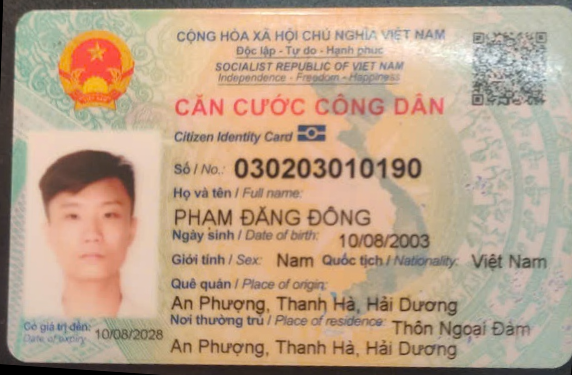 CỘNG HÒA XÃ HỘI CHỦ NGHĨA VIỆT NAM
Độc lập - Tự do - Hạnh phúc
SOCIALIST REPUBLIC OF VIET NAM
Independence - Freedom - Happiness
CĂN CƯỚC CÔNG DÂN
Citizen Identity Card
Số / No.: 030203010190
Họ và tên / Full name:
PHẠM ĐĂNG ĐÔNG
Ngày sinh / Date of birth: 10/08/2003
Giới tính / Sex: Nam Quốc tịch / Nationality: Việt Nam
Quê quán / Place of origin:
An Phượng, Thanh Hà, Hải Dương
Nơi thường trú / Place of residence: Thôn Ngoại Đàm
An Phượng, Thanh Hà, Hải Dương
Có giá trị đến: 10/08/2028
Date of expiry